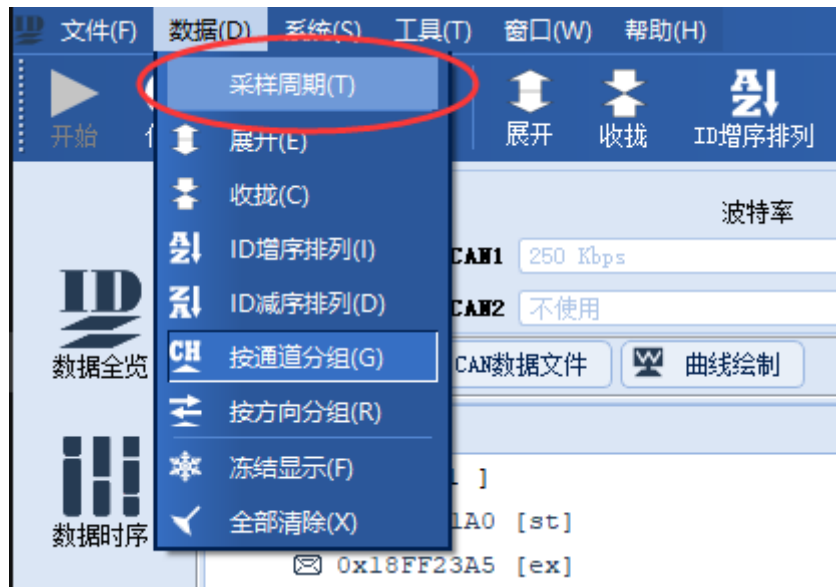 文件(F) 数据(D) 系统(S) 工具(T) 窗口(W) 帮助(H)
采样周期(T)
开始
展开 收拢 ID增序排列
展开(E)
收拢(C)
ID增序排列(I)
ID减序排列(D)
按通道分组(G)
按方向分组(R)
冻结显示(F)
全部清除(X)
波特率
CAN1 250 Kbps
CAN2 不使用
CAN数据文件 曲线绘制
ID
数据全览
数据时序
]
1A0 [st]
0x18FF23A5 [ex]